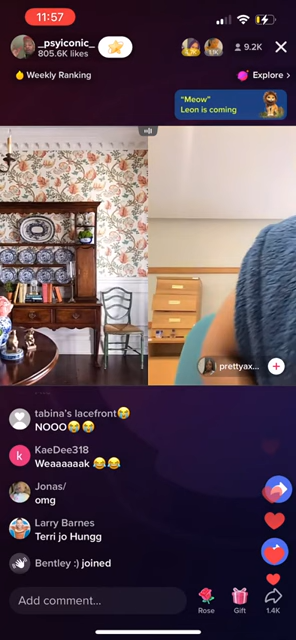 11:57
_psyiconic_
805.6K likes
9.2K
Weekly Ranking
Explore >
“Meow”
Leon is coming
prettyax...
tabina's lacefront😭
NOOO😭😭
k
KaeDee318
Weaaaaaak 😂😂
Jonas/
omg
Larry Barnes
Terri jo Hungg
Bentley :) joined
Add comment...
Rose
Gift
1.4K